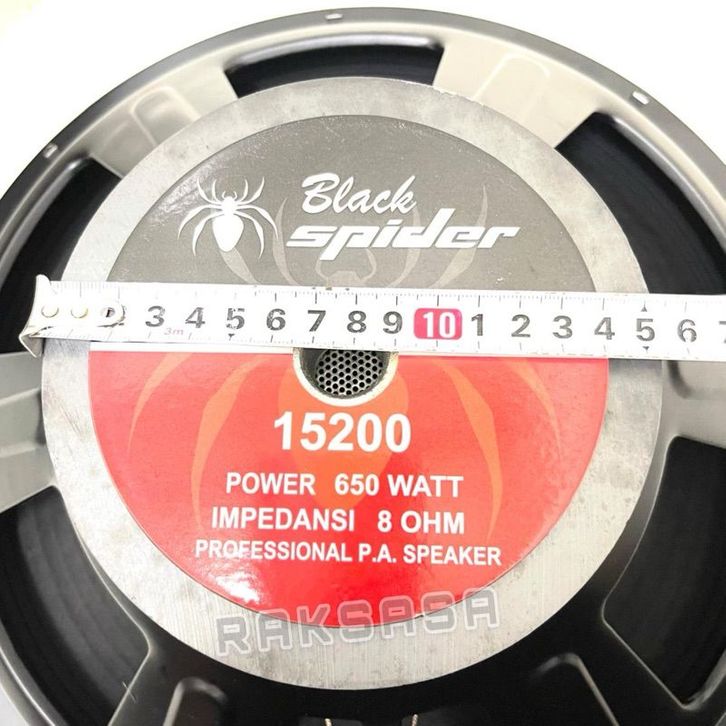 Black
spider
3 4 5 6 7 8 9 10 1 2 3 4 5 6 7
3m
15200
POWER 650 WATT
IMPEDANSI 8 OHM
PROFESSIONAL P.A. SPEAKER
RAKSASA